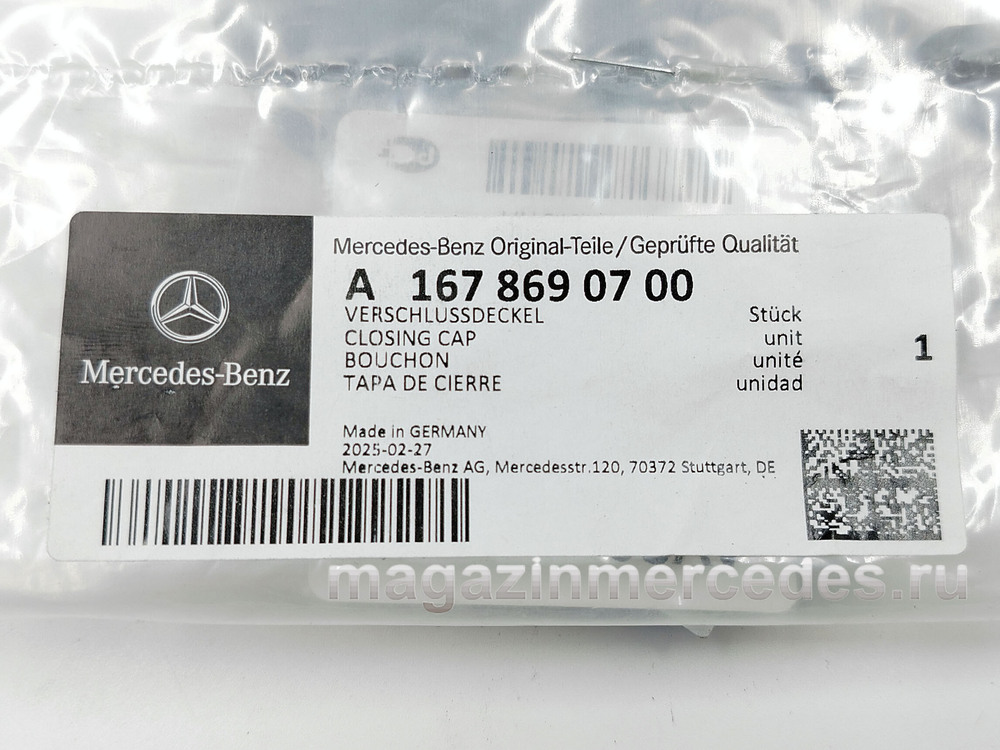 Mercedes-Benz
Mercedes-Benz Original-Teile/Geprüfte Qualität
A 167 869 07 00
VERSCHLUSSDECKEL Stück
CLOSING CAP unit
BOUCHON unité
TAPA DE CIERRE unidad
1
Made in GERMANY
2025-02-27
Mercedes-Benz AG, Mercedesstr.120, 70372 Stuttgart, DE
magazinmercedes.ru